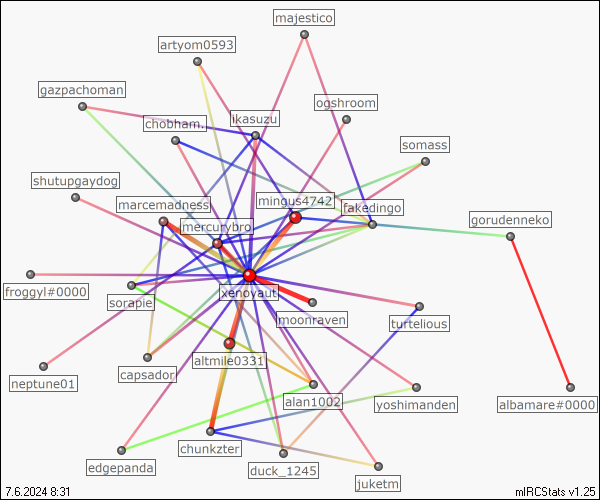 majestico
artyom0593
gazpachoman
ogshroom
chobham.
ikasuzu
somass
shutupgaydog
mingus4742
marcemadness
fakedingo
gorudenneko
mercurybro
froggyl#0000
xenoyaut
sorapie
moonraven
turtelious
altmile0331
neptune01
capsador
alan1002
yoshimanden
albamare#0000
chunkzter
edgepanda
duck_1245
juketm
7.6.2024 8:31
mIRCStats v1.25